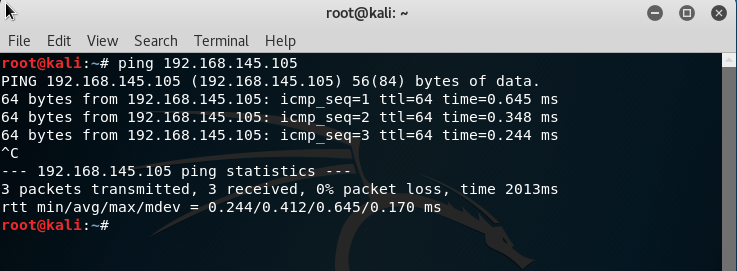 root@kali: ~
File Edit View Search Terminal Help
root@kali:~# ping 192.168.145.105
PING 192.168.145.105 (192.168.145.105) 56(84) bytes of data.
64 bytes from 192.168.145.105: icmp_seq=1 ttl=64 time=0.645 ms
64 bytes from 192.168.145.105: icmp_seq=2 ttl=64 time=0.348 ms
64 bytes from 192.168.145.105: icmp_seq=3 ttl=64 time=0.244 ms
^C
--- 192.168.145.105 ping statistics ---
3 packets transmitted, 3 received, 0% packet loss, time 2013ms
rtt min/avg/max/mdev = 0.244/0.412/0.645/0.170 ms
root@kali:~#